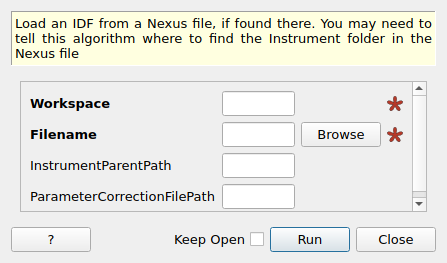 Load an IDF from a Nexus file, if found there. You may need to
tell this algorithm where to find the Instrument folder in the
Nexus file
Workspace
Filename
Browse
InstrumentParentPath
ParameterCorrectionFilePath
?
Keep Open
Run
Close